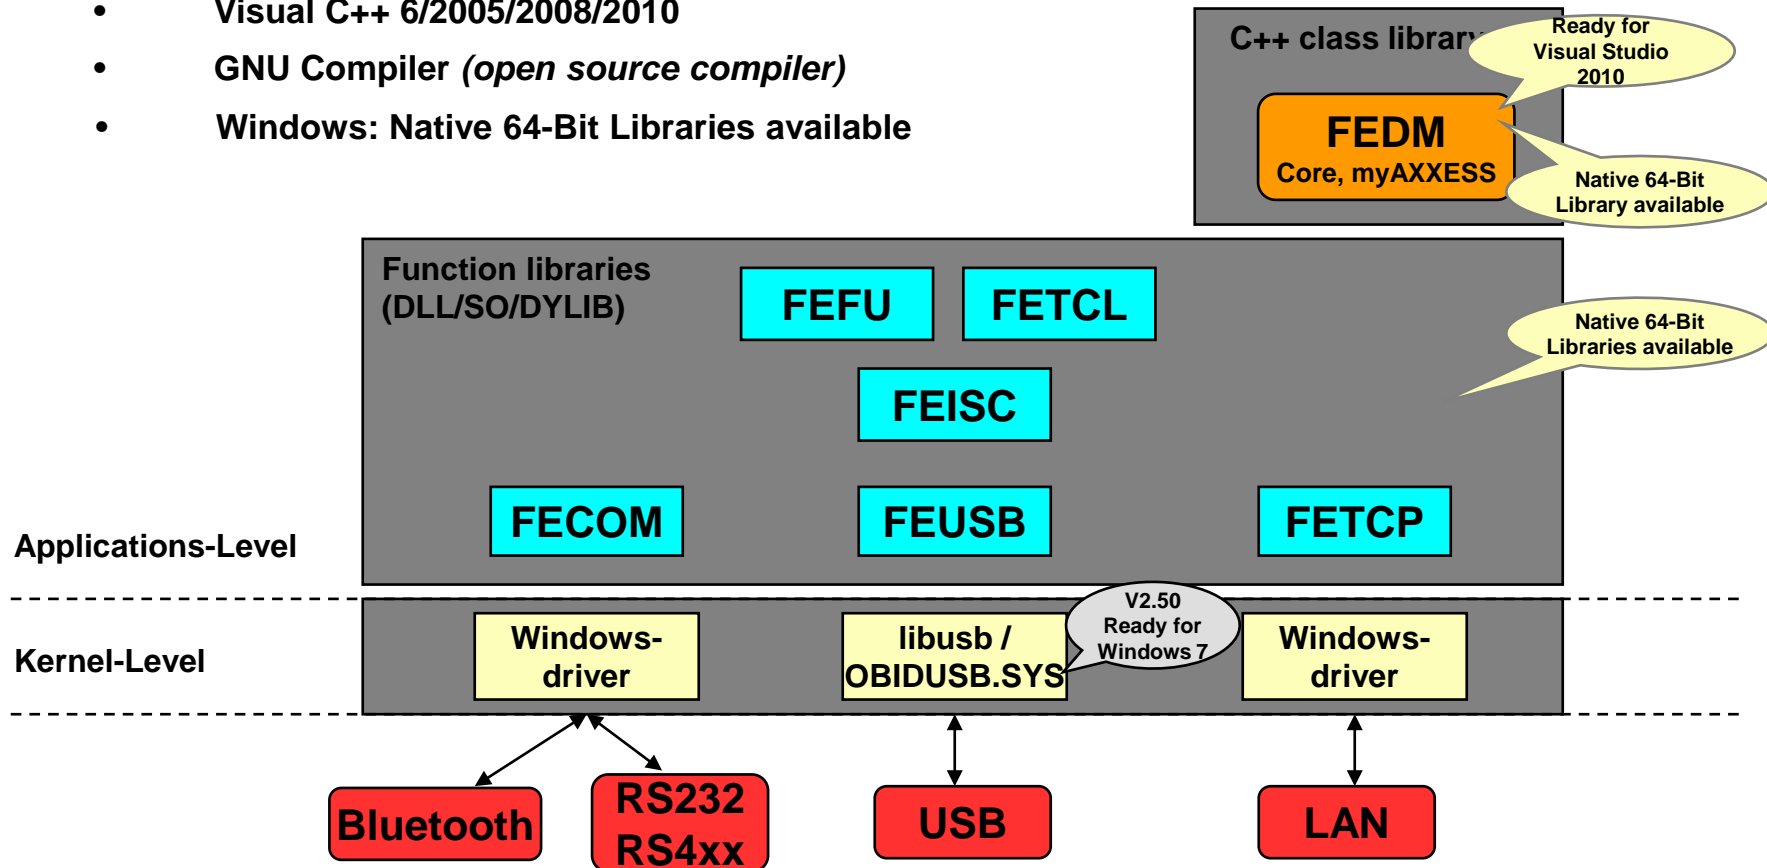 • Visual C++ 6/2005/2008/2010
• GNU Compiler (open source compiler)
• Windows: Native 64-Bit Libraries available
C++ class library
Ready for
Visual Studio
2010
FEDM
Core, myAXXESS
Native 64-Bit
Library available
Function libraries
(DLL/SO/DYLIB)
FEFU
FETCL
Native 64-Bit
Libraries available
FEISC
FECOM
FEUSB
FETCP
Applications-Level
Kernel-Level
Windows-
driver
libusb /
OBIDUSB.SYS
V2.50
Ready for
Windows 7
Windows-
driver
Bluetooth
RS232
RS4xx
USB
LAN